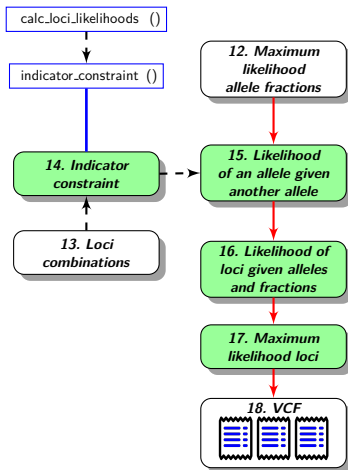 calc_loci_likelihoods ()
indicator_constraint ()
12. Maximum
likelihood
allele fractions
14. Indicator
constraint
15. Likelihood
of an allele given
another allele
13. Loci
combinations
16. Likelihood of
loci given alleles
and fractions
17. Maximum
likelihood loci
18. VCF